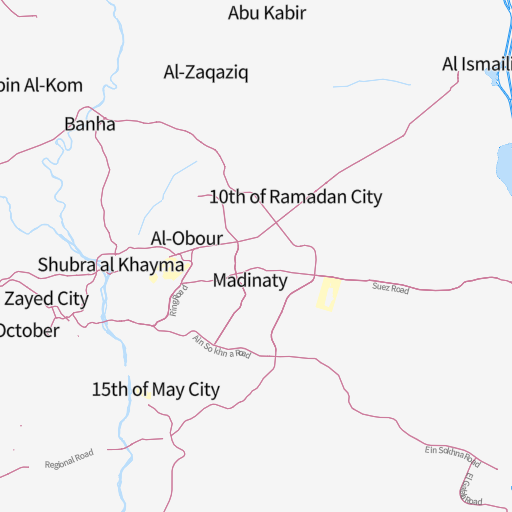 Abu Kabir
Al Ismaili
Al-Zaqaziq
bin Al-Kom
Banha
10th of Ramadan City
Al-Obour
Shubra al Khayma
Madinaty
Suez Road
Zayed City
Ring Road
October
Ain Sokhna Road
15th of May City
Ein Sokhna Road
Regional Road